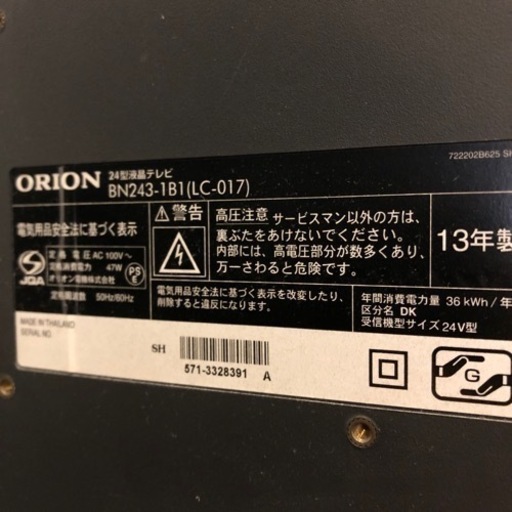 722202B625 SH
ORION
24型液晶テレビ
BN243-1B1(LC-017)
電気用品安全法に基づく表示
定格電圧 AC 100V~
定格消費電力 47W
オリオン電機株式会社
定格周波数 50Hz/60Hz
JQA
PS
E
警告
高圧注意 サービスマン以外の方は、
裏ぶたをあけないでください。
内部には、高電圧部分が数多くあり、
万一さわると危険です。
電気用品安全法に基づく表示を改変したり、
削除すると違反になります。
13年製
年間消費電力量 36 kWh/年
区分名 DK
受信機型サイズ 24V型
MADE IN THAILAND
SERIAL NO.
SH
571-3328391 A
G